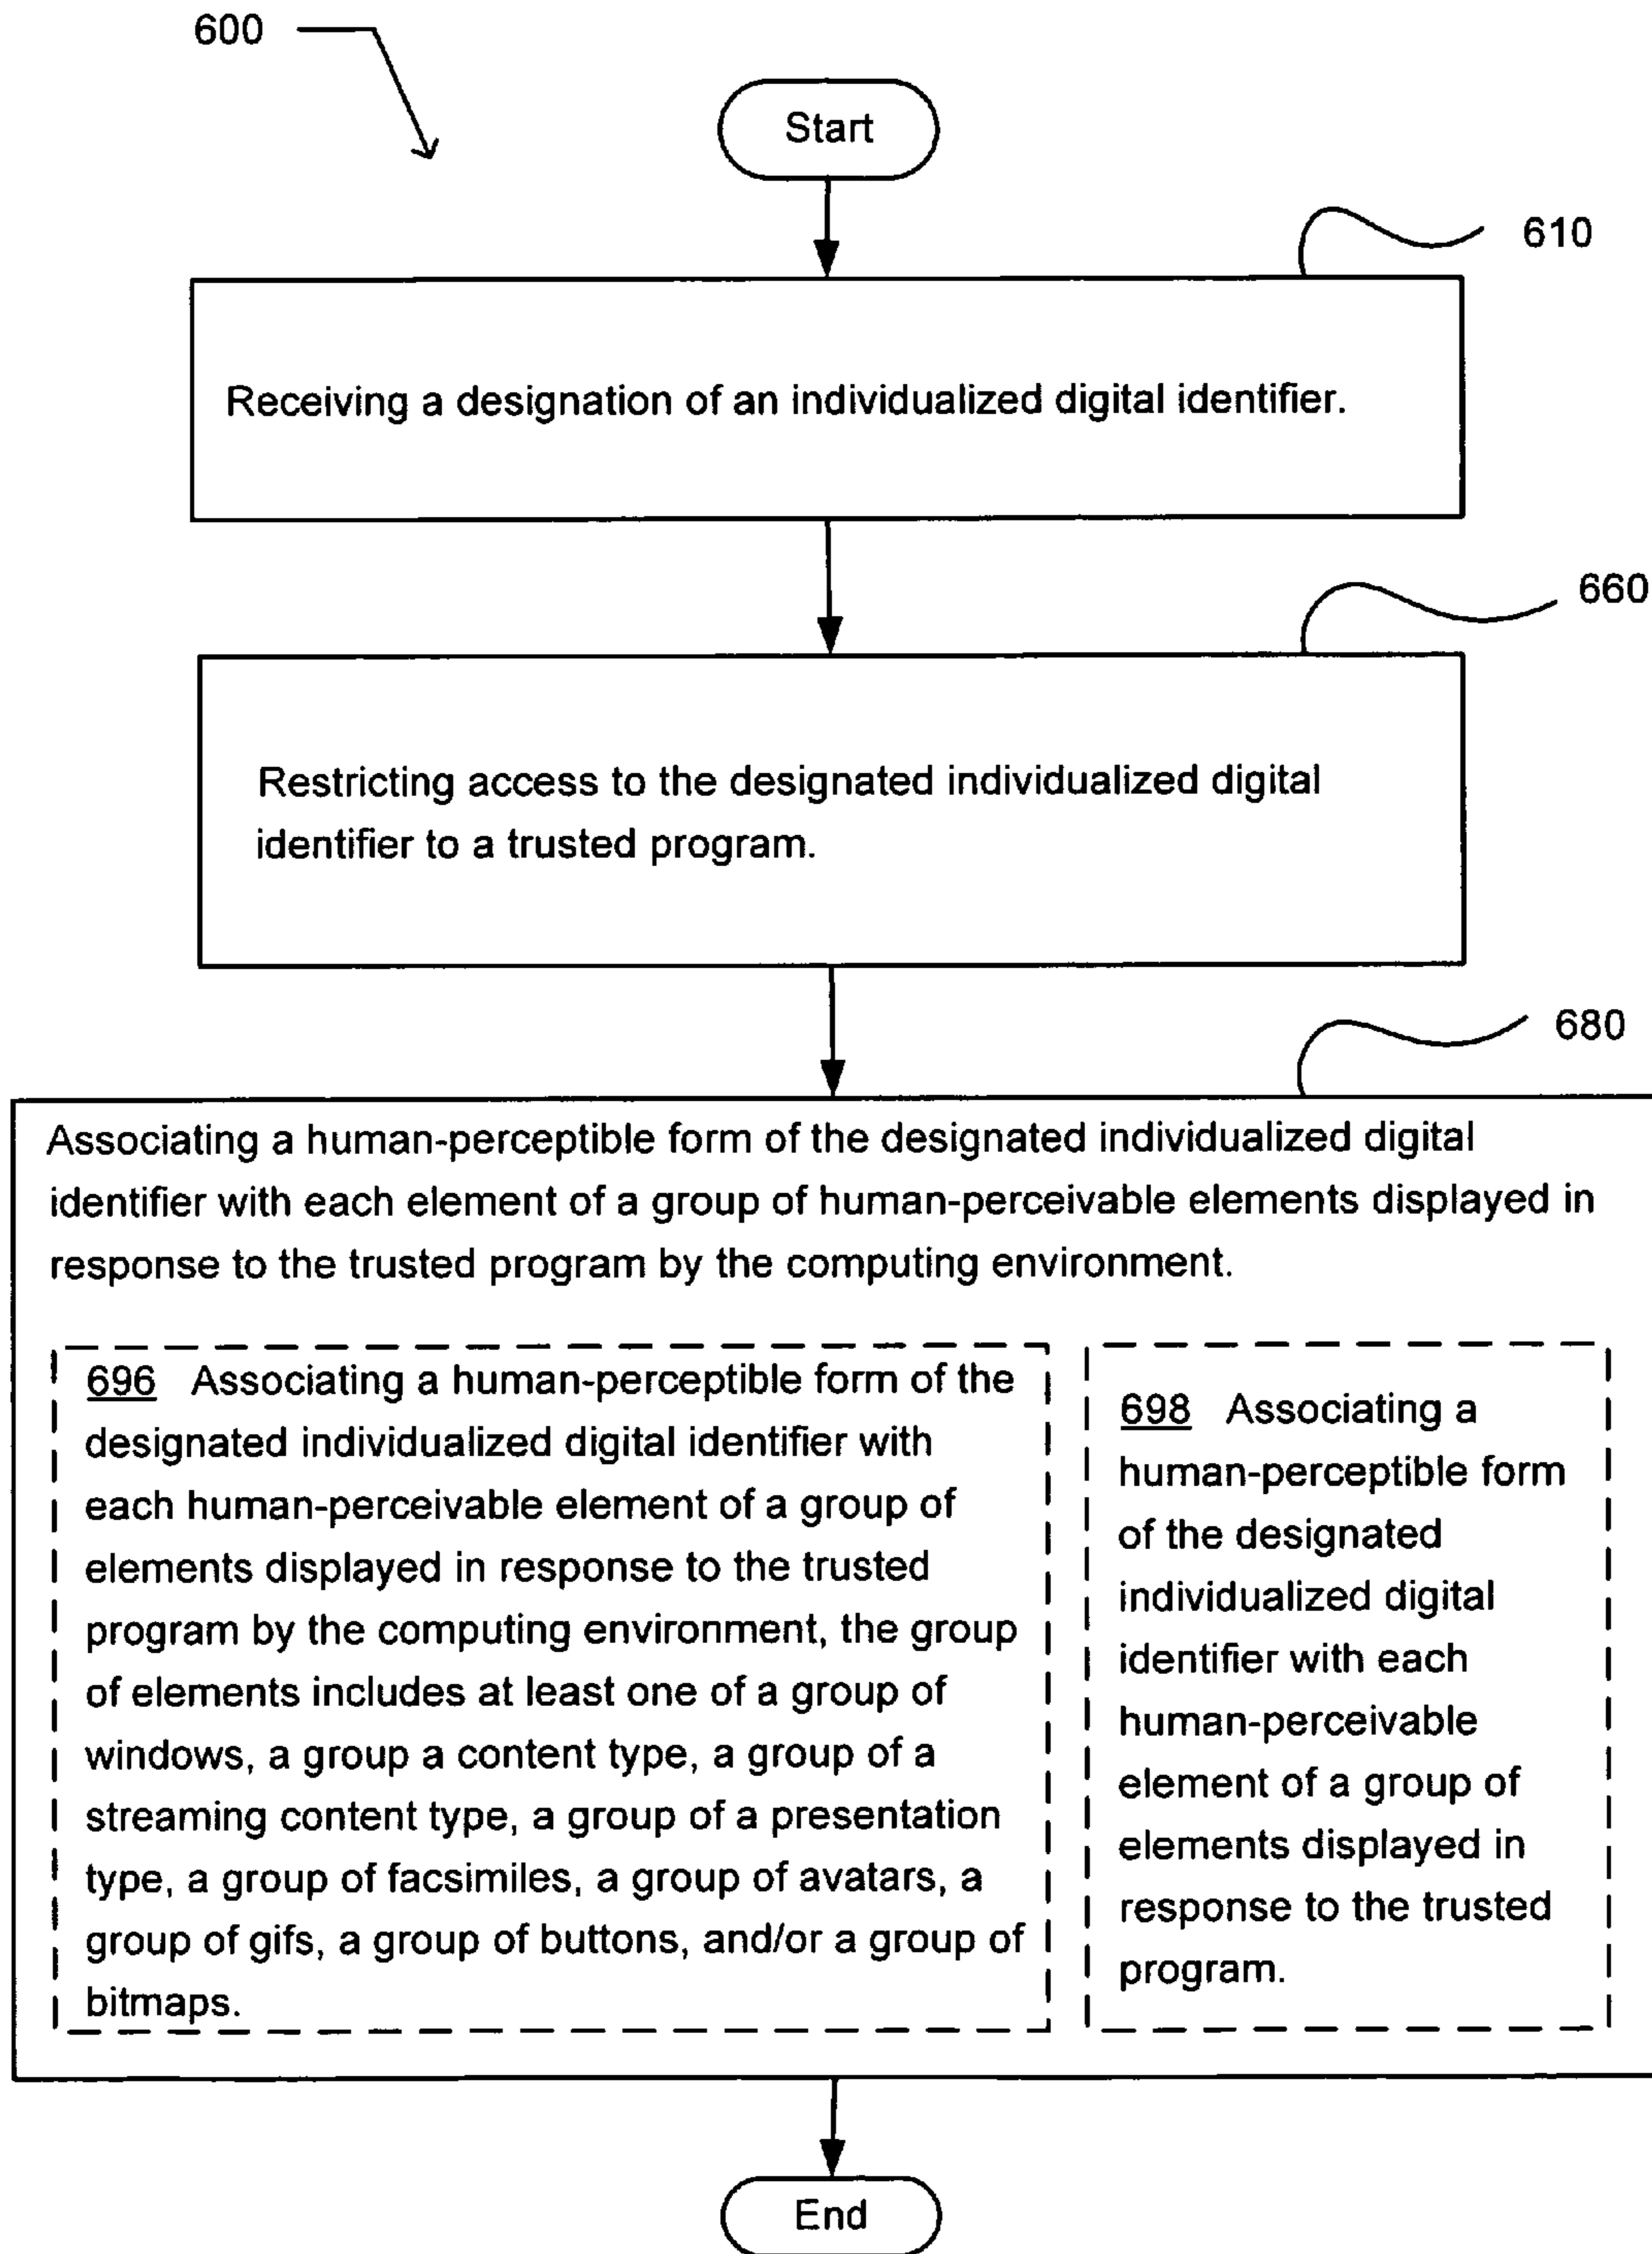 600
Start
610
Receiving a designation of an individualized digital identifier.
660
Restricting access to the designated individualized digital
identifier to a trusted program.
680
Associating a human-perceptible form of the designated individualized digital
identifier with each element of a group of human-perceivable elements displayed in
response to the trusted program by the computing environment.
696 Associating a human-perceptible form of the
designated individualized digital identifier with
each human-perceivable element of a group of
elements displayed in response to the trusted
program by the computing environment, the group
of elements includes at least one of a group of
windows, a group a content type, a group of a
streaming content type, a group of a presentation
type, a group of facsimiles, a group of avatars, a
group of gifs, a group of buttons, and/or a group of
bitmaps.
698 Associating a
human-perceptible form
of the designated
individualized digital
identifier with each
human-perceivable
element of a group of
elements displayed in
response to the trusted
program.
End